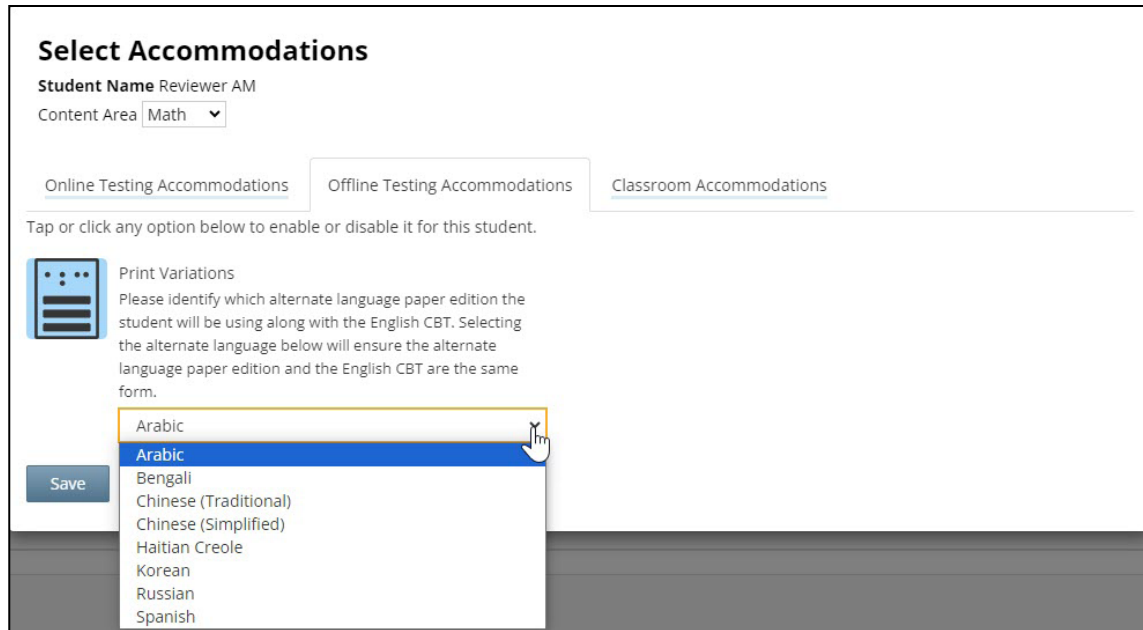 Select Accommodations
Student Name Reviewer AM
Content Area Math
Online Testing Accommodations Offline Testing Accommodations Classroom Accommodations
Tap or click any option below to enable or disable it for this student.
Print Variations
Please identify which alternate language paper edition the
student will be using along with the English CBT. Selecting
the alternate language below will ensure the alternate
language paper edition and the English CBT are the same
form.
Arabic
Arabic
Bengali
Chinese (Traditional)
Chinese (Simplified)
Haitian Creole
Korean
Russian
Spanish
Save